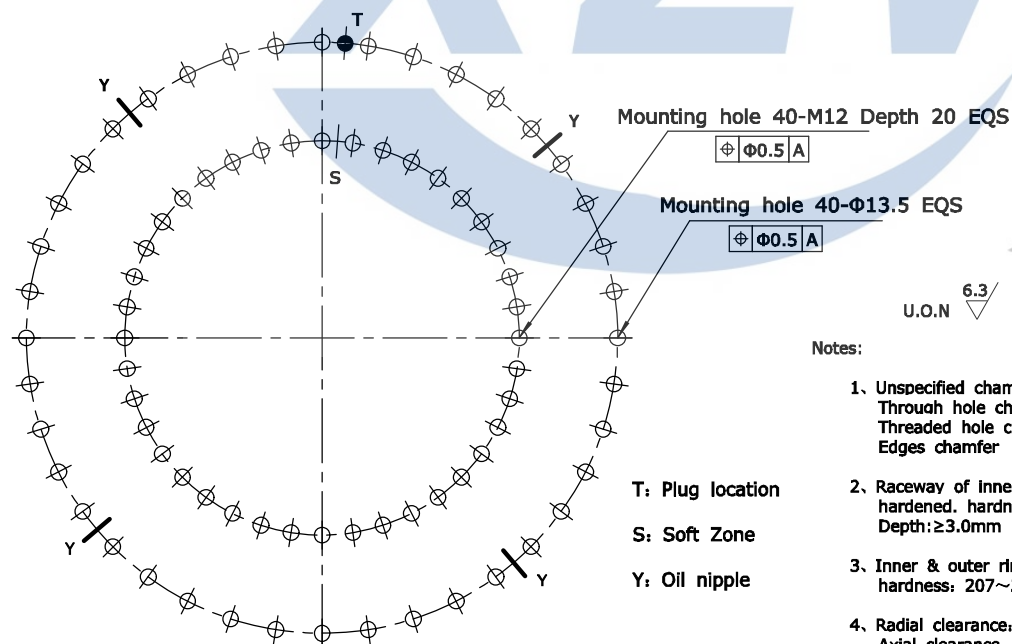 T
Y
Y
Mounting hole 40-M12 Depth 20 EQS
⌖ Φ0.5 A
S
Mounting hole 40-Φ13.5 EQS
⌖ Φ0.5 A
6.3
U.O.N
Notes:
1、Unspecified cham
Through hole ch
Threaded hole c
Edges chamfer
T: Plug location
2、Raceway of inne
hardened. hardn
Depth:≥3.0mm
S: Soft Zone
Y
Y: Oil nipple
Y
3、Inner & outer ri
hardness: 207~
4、Radial clearance:
Axial clearance